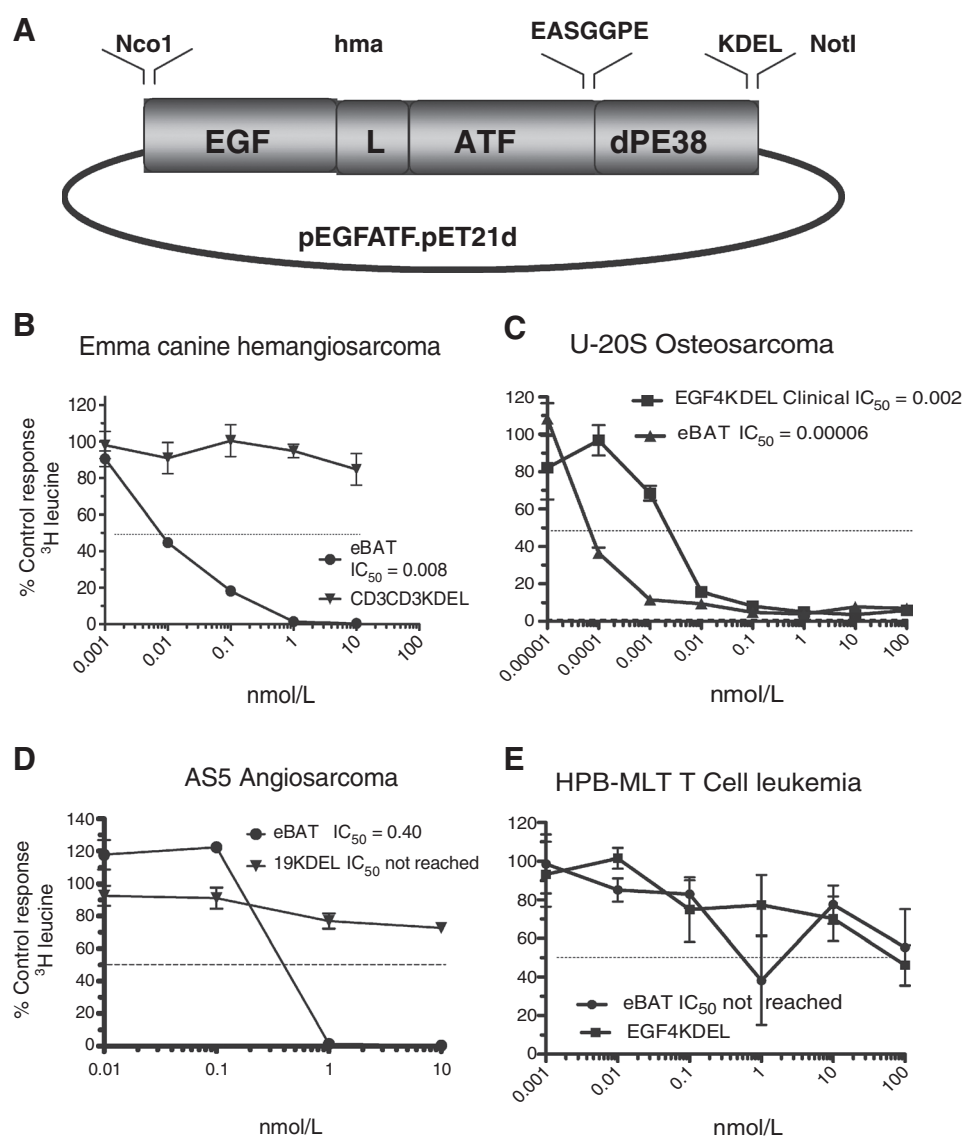 A
Nco1 hma EASGGPE KDEL NotI
EGF L ATF dPE38
pEGFATF.pET21d
B
Emma canine hemangiosarcoma
% Control response
³H leucine
120
100
80
60
40
20
0
eBAT
IC₅₀ = 0.008
CD3CD3KDEL
0.001 0.01 0.1 1 10 100
nmol/L
C
U-20S Osteosarcoma
120
100
80
60
40
20
0
EGF4KDEL Clinical IC₅₀ = 0.002
eBAT IC₅₀ = 0.00006
0.00001 0.0001 0.001 0.01 0.1 1 10 100
nmol/L
D
AS5 Angiosarcoma
% Control response
³H leucine
140
120
100
80
60
40
20
0
eBAT IC₅₀ = 0.40
19KDEL IC₅₀ not reached
0.01 0.1 1 10
nmol/L
E
HPB-MLT T Cell leukemia
120
100
80
60
40
20
0
eBAT IC₅₀ not reached
EGF4KDEL
0.001 0.01 0.1 1 10 100
nmol/L